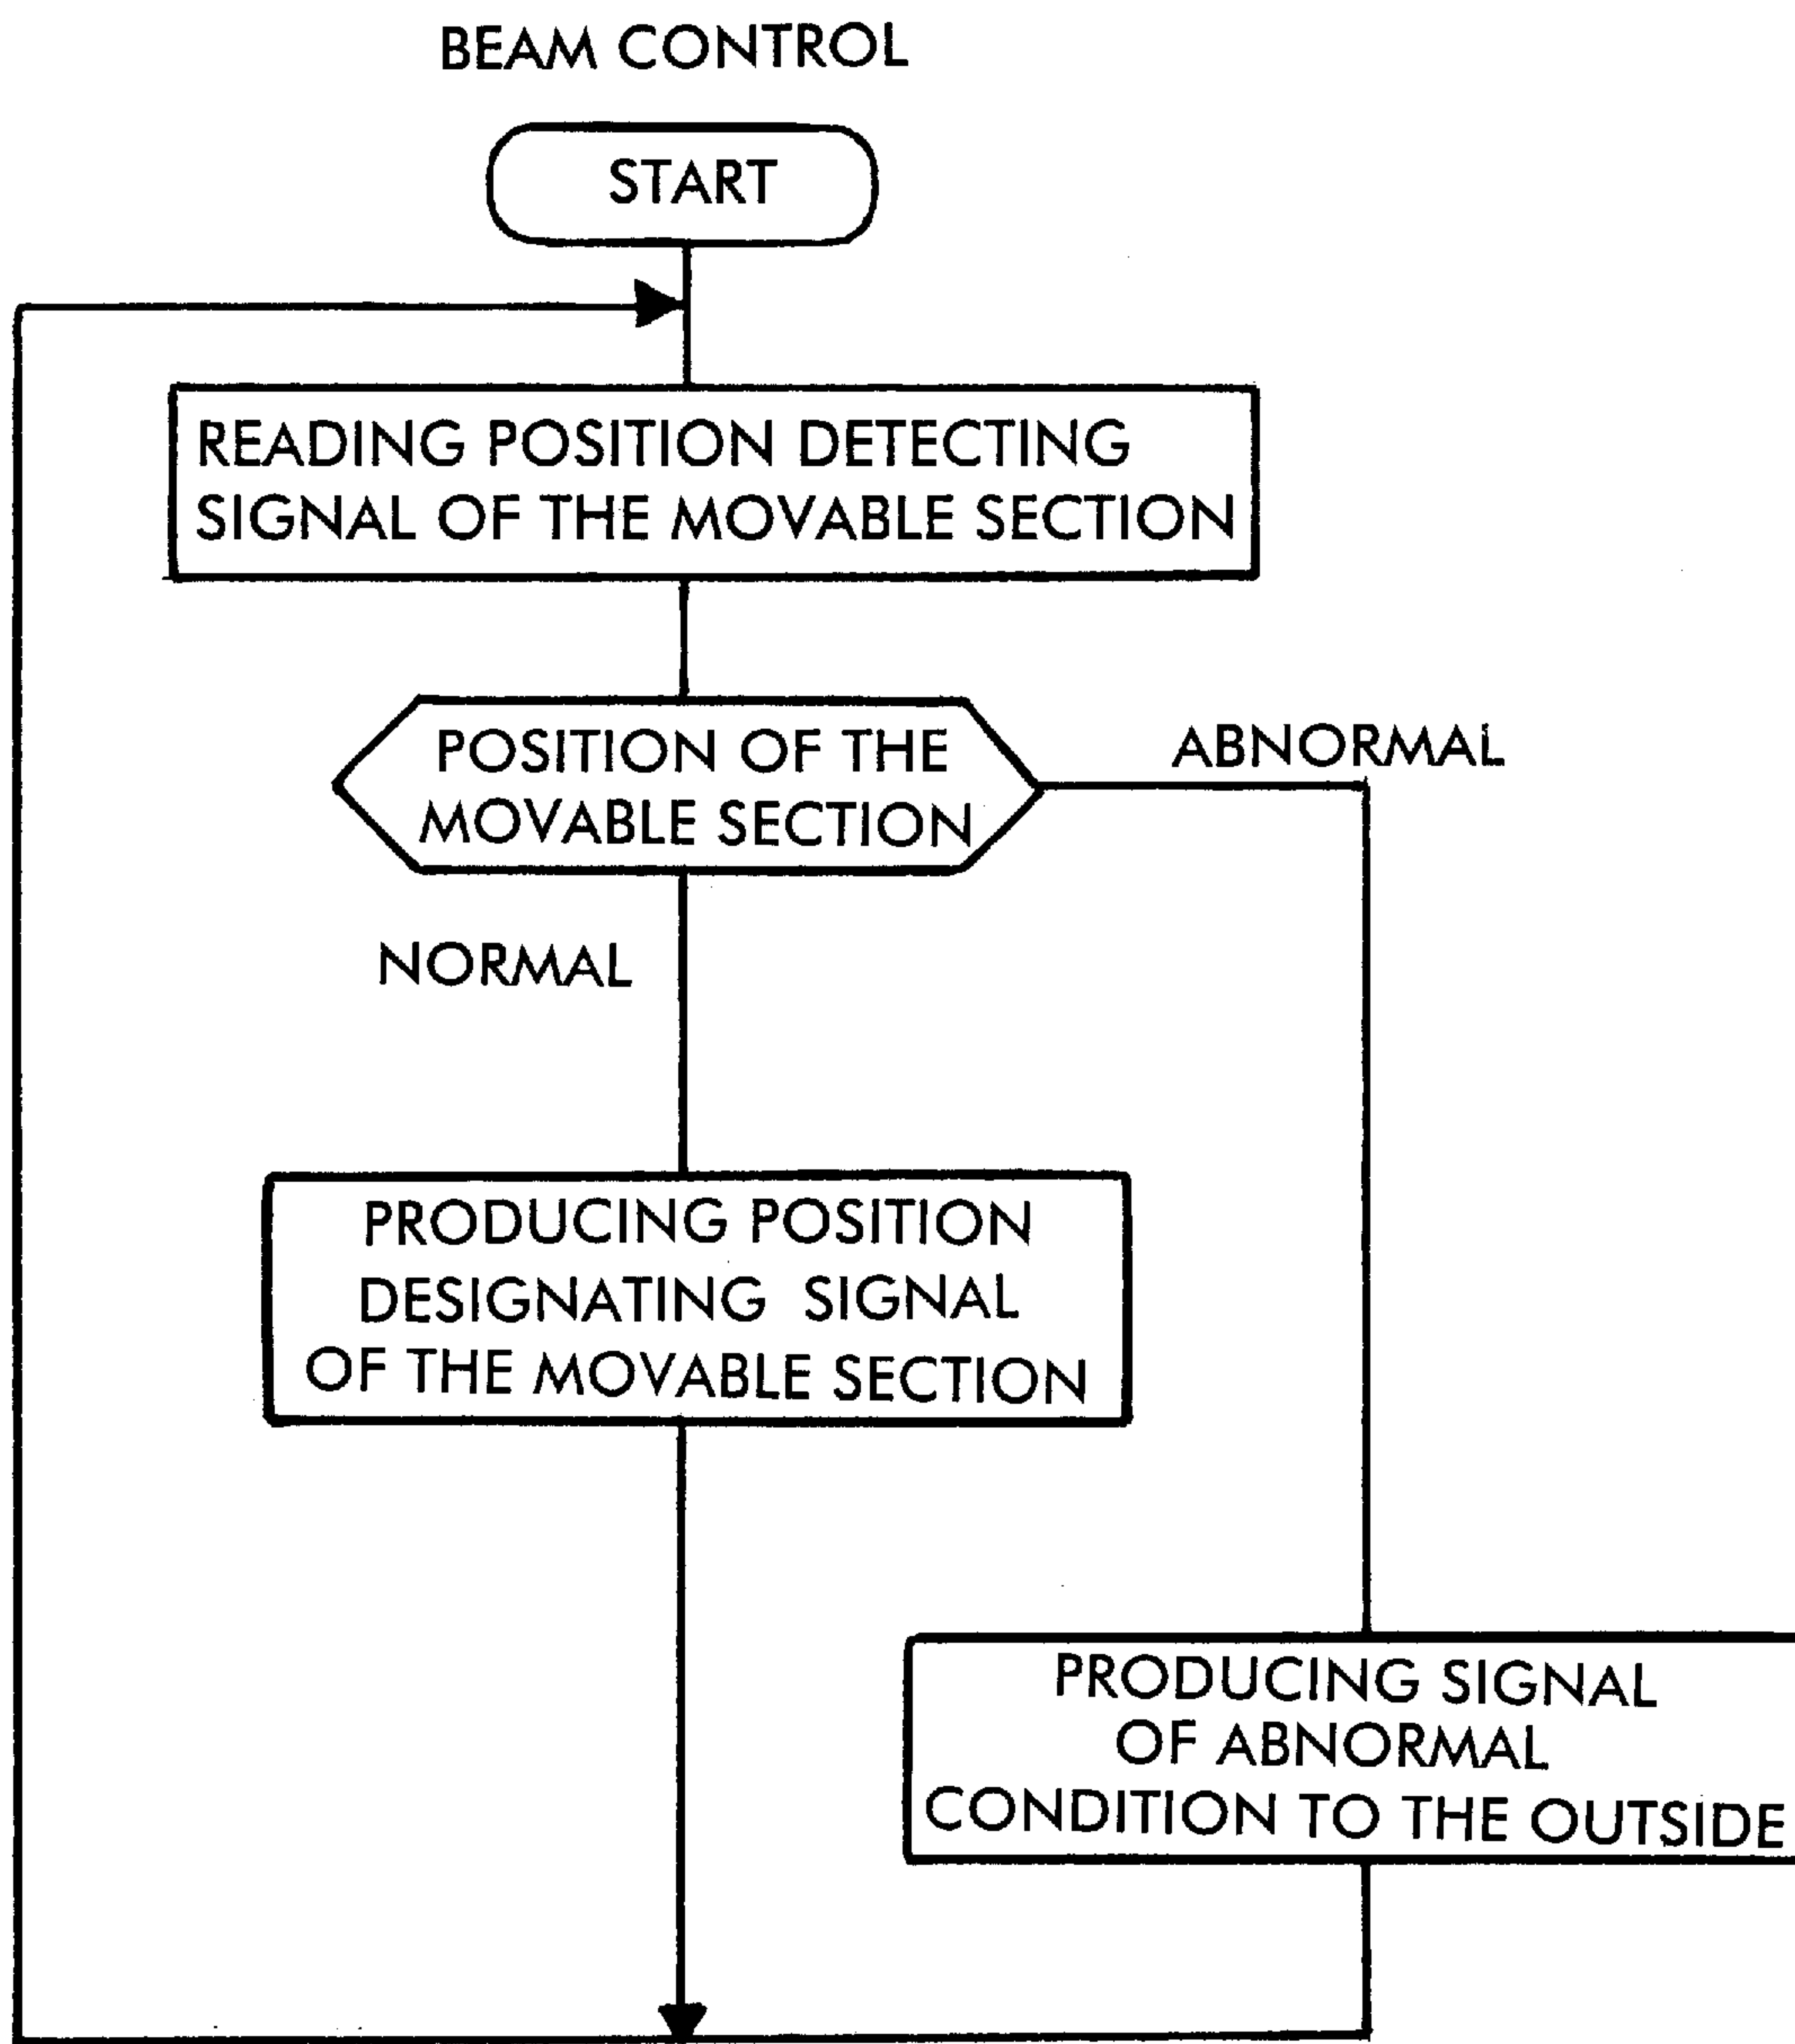 BEAM CONTROL
START
READING POSITION DETECTING
SIGNAL OF THE MOVABLE SECTION
POSITION OF THE
MOVABLE SECTION
ABNORMAL
NORMAL
PRODUCING POSITION
DESIGNATING SIGNAL
OF THE MOVABLE SECTION
PRODUCING SIGNAL
OF ABNORMAL
CONDITION TO THE OUTSIDE